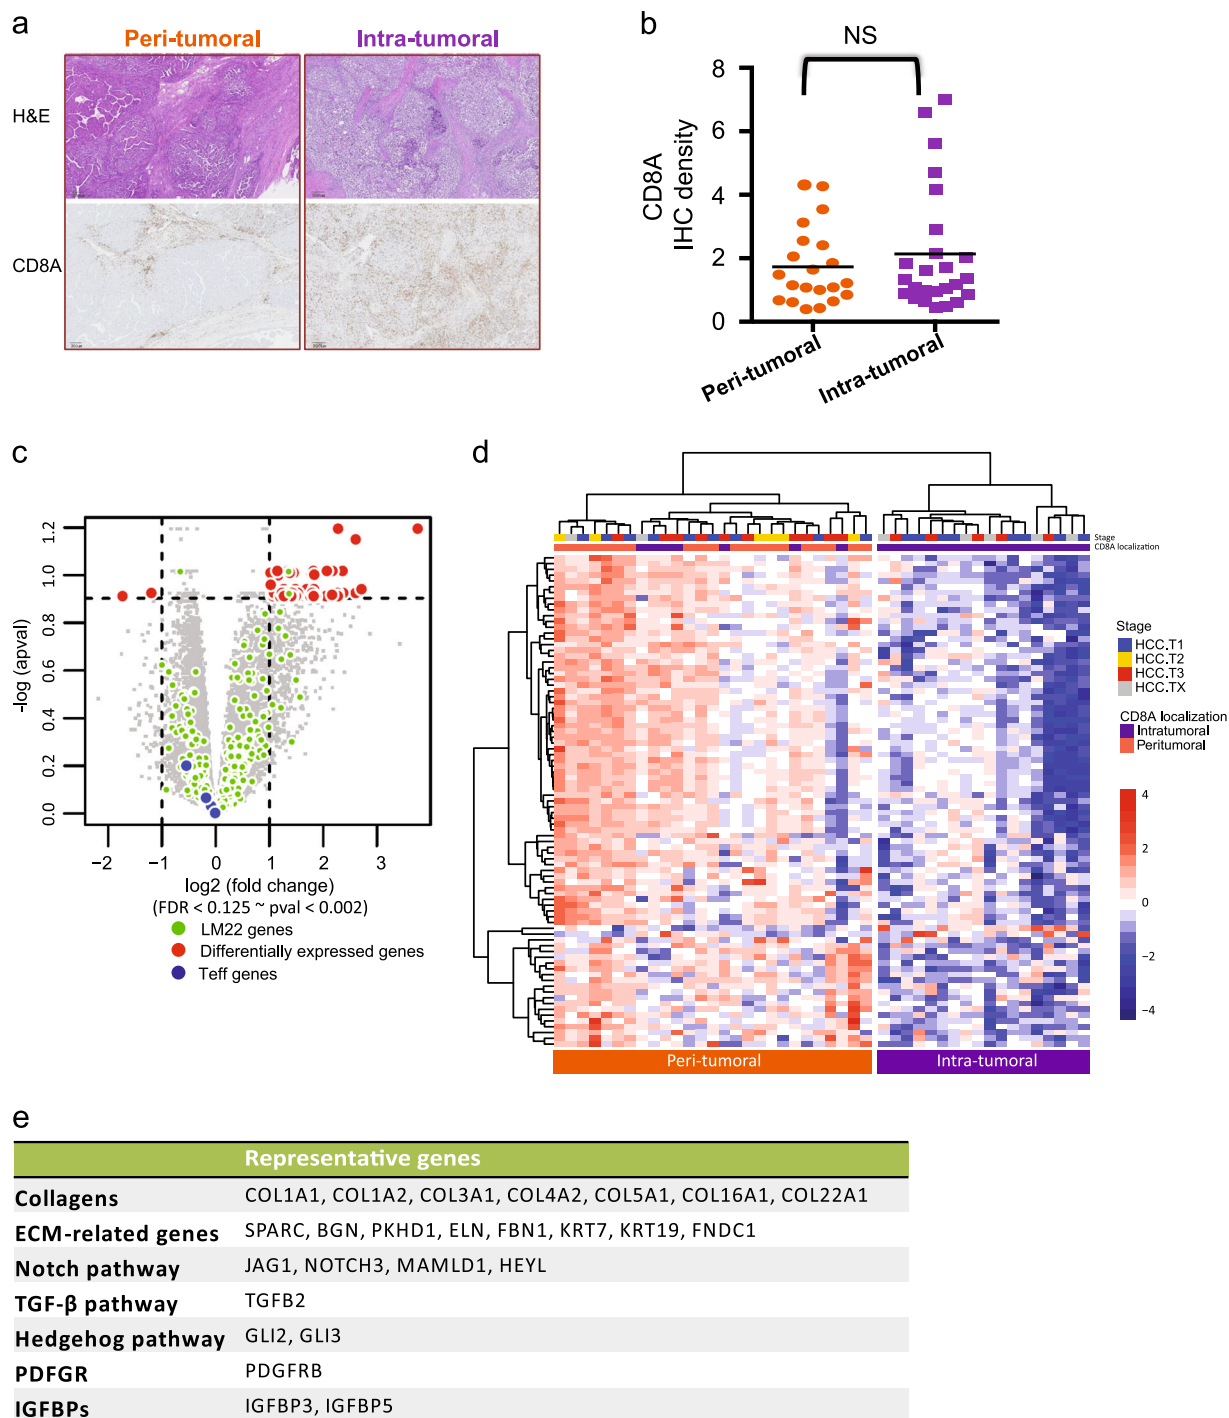 a
Peri-tumoral
Intra-tumoral
H&E
CD8A
b
NS
CD8A
IHC density
8
6
4
2
0
Peri-tumoral
Intra-tumoral
c
-log (apval)
1.2
1.0
0.8
0.6
0.4
0.2
0.0
−2 −1 0 1 2 3
log2 (fold change)
(FDR < 0.125 ~ pval < 0.002)
LM22 genes
Differentially expressed genes
Teff genes
d
Stage
CD8A localization
Stage
HCC.T1
HCC.T2
HCC.T3
HCC.TX
CD8A localization
Intratumoral
Peritumoral
4
2
0
−2
−4
Peri-tumoral
Intra-tumoral
e
Representative genes
Collagens COL1A1, COL1A2, COL3A1, COL4A2, COL5A1, COL16A1, COL22A1
ECM-related genes SPARC, BGN, PKHD1, ELN, FBN1, KRT7, KRT19, FNDC1
Notch pathway JAG1, NOTCH3, MAMLD1, HEYL
TGF-β pathway TGFB2
Hedgehog pathway GLI2, GLI3
PDFGR PDGFRB
IGFBPs IGFBP3, IGFBP5